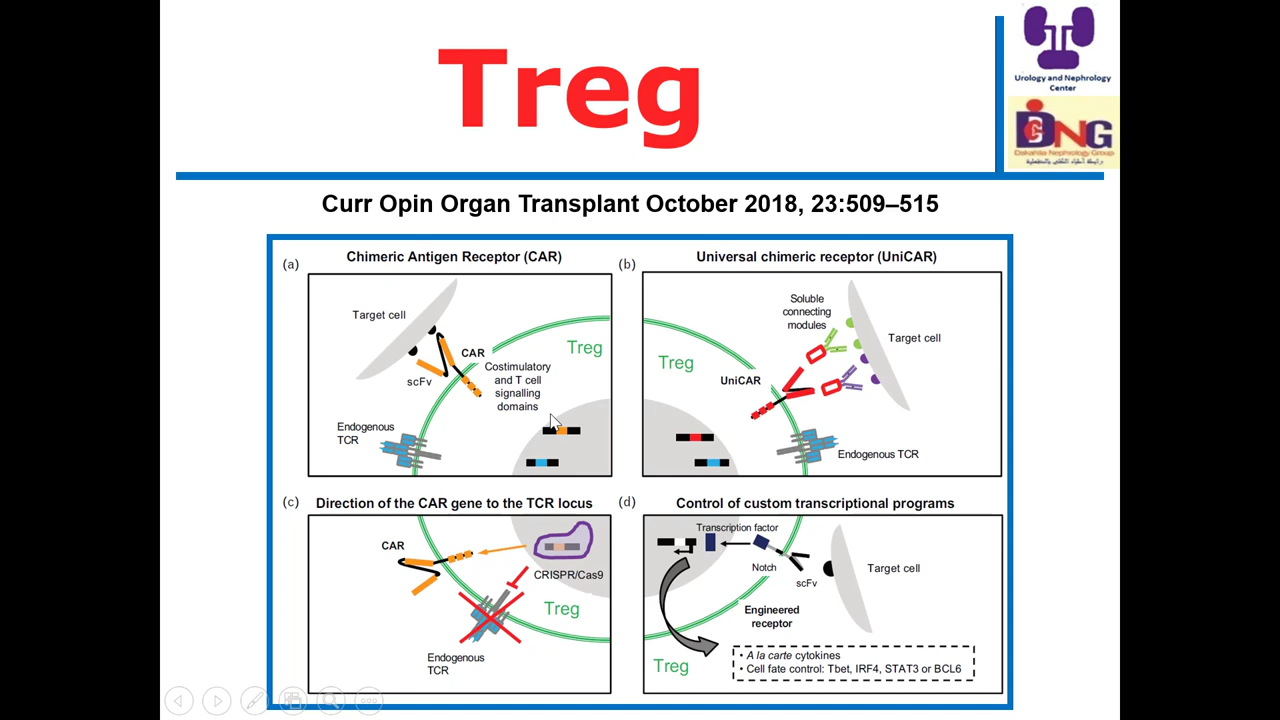 Treg
Urology and Nephrology
Center
DNG
Dakahlia Nephrology Group
Curr Opin Organ Transplant October 2018, 23:509–515
(a)
Chimeric Antigen Receptor (CAR)
Target cell
CAR
scFv
Treg
Costimulatory
and T cell
signalling
domains
Endogenous
TCR
(b)
Universal chimeric receptor (UniCAR)
Soluble
connecting
modules
Target cell
Treg
UniCAR
Endogenous TCR
(c)
Direction of the CAR gene to the TCR locus
CAR
CRISPR/Cas9
Treg
Endogenous
TCR
(d)
Control of custom transcriptional programs
Transcription factor
Notch
scFv
Target cell
Engineered
receptor
Treg
• A la carte cytokines
• Cell fate control: Tbet, IRF4, STAT3 or BCL6